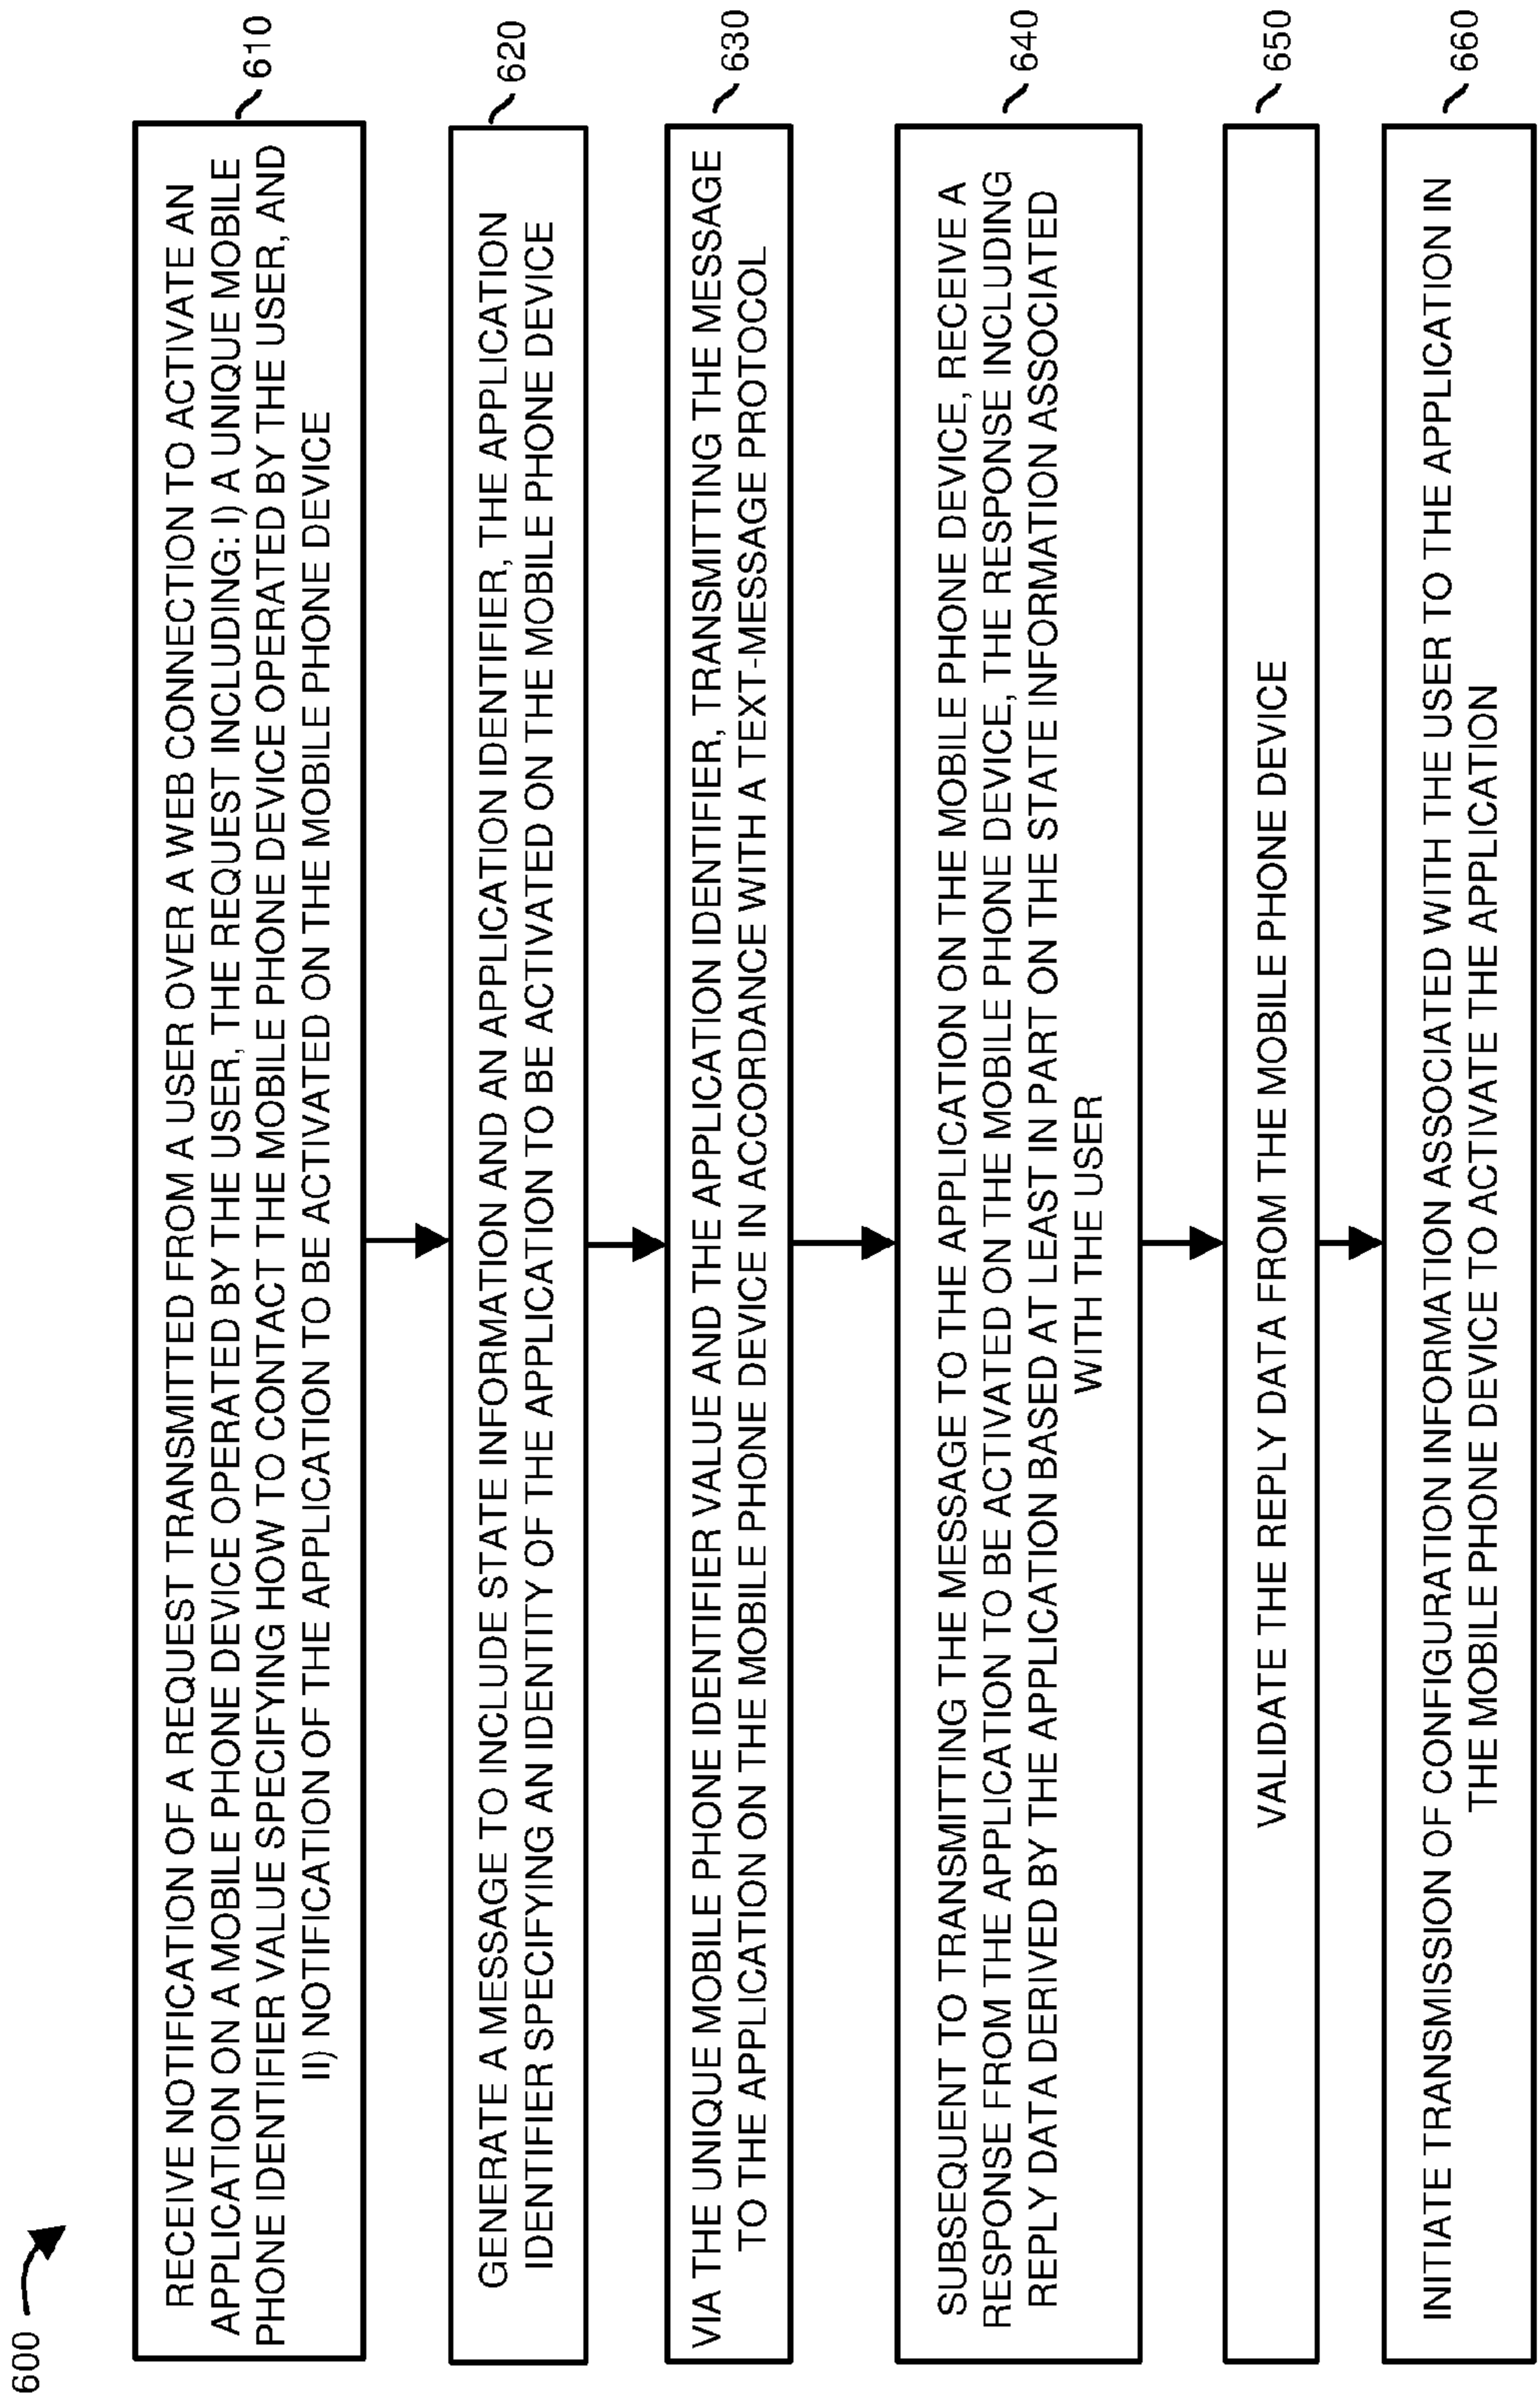 600
RECEIVE NOTIFICATION OF A REQUEST TRANSMITTED FROM A USER OVER A WEB CONNECTION TO ACTIVATE AN
APPLICATION ON A MOBILE PHONE DEVICE OPERATED BY THE USER, THE REQUEST INCLUDING: I) A UNIQUE MOBILE
PHONE IDENTIFIER VALUE SPECIFYING HOW TO CONTACT THE MOBILE PHONE DEVICE OPERATED BY THE USER, AND
II) NOTIFICATION OF THE APPLICATION TO BE ACTIVATED ON THE MOBILE PHONE DEVICE
610
GENERATE A MESSAGE TO INCLUDE STATE INFORMATION AND AN APPLICATION IDENTIFIER, THE APPLICATION
IDENTIFIER SPECIFYING AN IDENTITY OF THE APPLICATION TO BE ACTIVATED ON THE MOBILE PHONE DEVICE
620
VIA THE UNIQUE MOBILE PHONE IDENTIFIER VALUE AND THE APPLICATION IDENTIFIER, TRANSMITTING THE MESSAGE
TO THE APPLICATION ON THE MOBILE PHONE DEVICE IN ACCORDANCE WITH A TEXT-MESSAGE PROTOCOL
630
SUBSEQUENT TO TRANSMITTING THE MESSAGE TO THE APPLICATION ON THE MOBILE PHONE DEVICE, RECEIVE A
RESPONSE FROM THE APPLICATION TO BE ACTIVATED ON THE MOBILE PHONE DEVICE, THE RESPONSE INCLUDING
REPLY DATA DERIVED BY THE APPLICATION BASED AT LEAST IN PART ON THE STATE INFORMATION ASSOCIATED
WITH THE USER
640
VALIDATE THE REPLY DATA FROM THE MOBILE PHONE DEVICE
650
INITIATE TRANSMISSION OF CONFIGURATION INFORMATION ASSOCIATED WITH THE USER TO THE APPLICATION IN
THE MOBILE PHONE DEVICE TO ACTIVATE THE APPLICATION
660